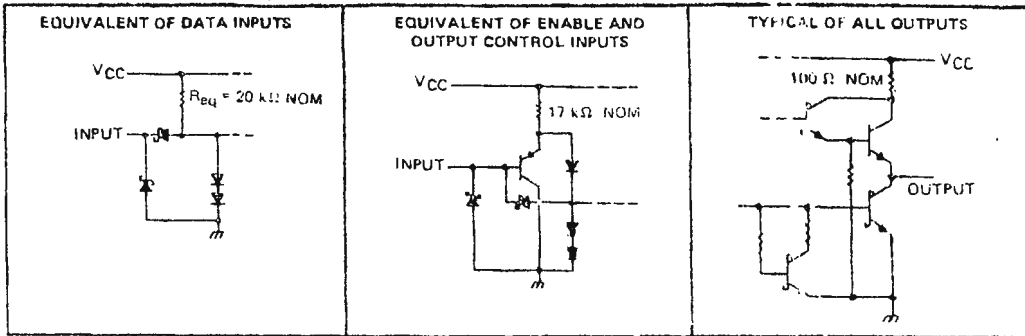 EQUIVALENT OF DATA INPUTS
VCC
Req = 20 kΩ NOM
INPUT
EQUIVALENT OF ENABLE AND
OUTPUT CONTROL INPUTS
VCC
17 kΩ NOM
INPUT
TYPICAL OF ALL OUTPUTS
VCC
100 Ω NOM
OUTPUT